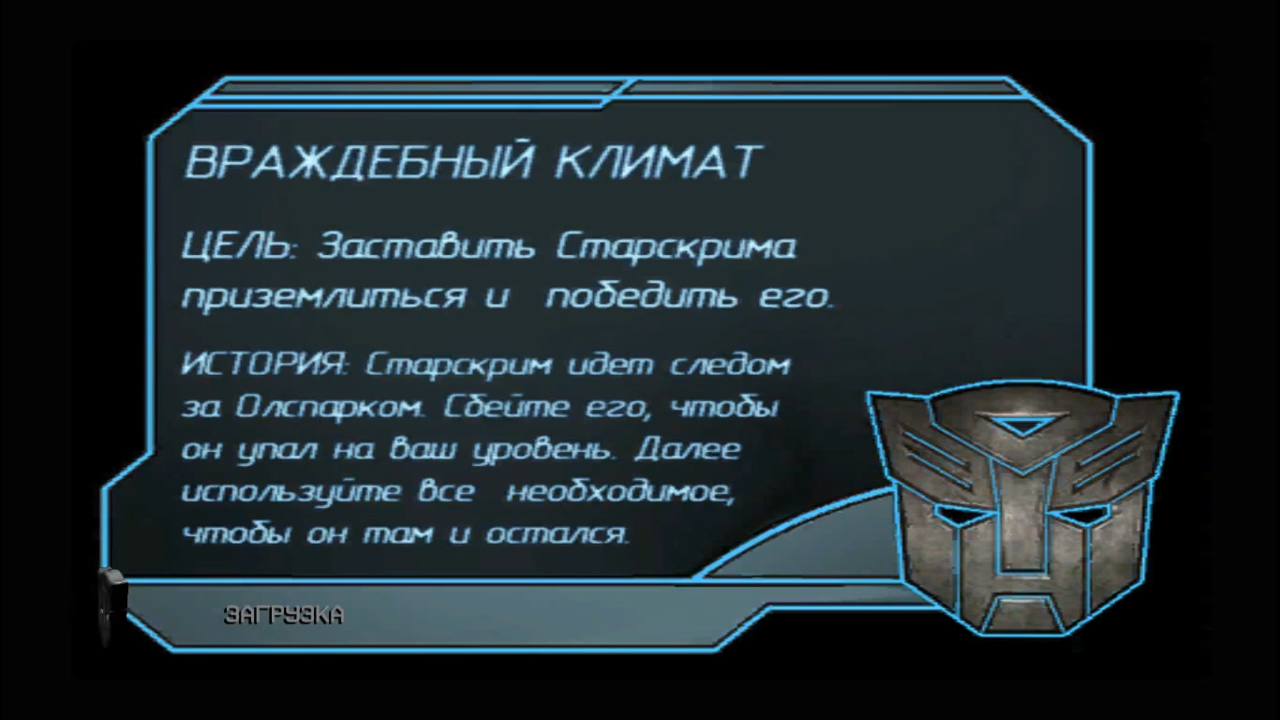 ВРАЖДЕБНЫЙ КЛИМАТ
ЦЕЛЬ: Заставить Старскрима
приземлиться и победить его.
ИСТОРИЯ: Старскрим идет следом
за Олспарком. Сбейте его, чтобы
он упал на ваш уровень. Далее
используйте все необходимое,
чтобы он там и остался.
ЗАГРУЗКА